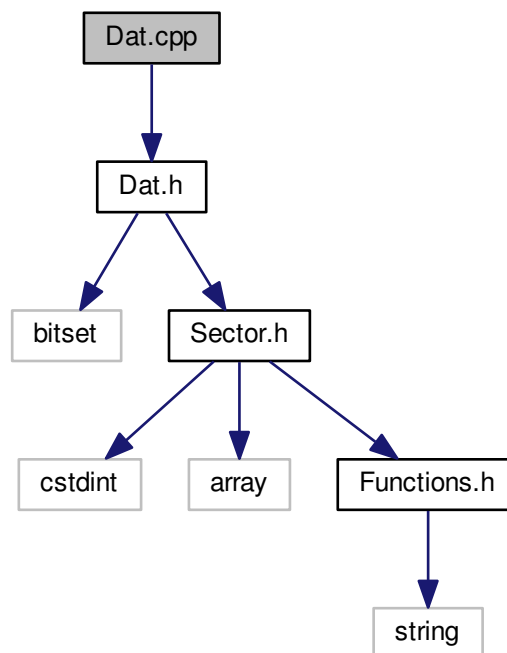 Dat.cpp
Dat.h
bitset
Sector.h
cstdint
array
Functions.h
string